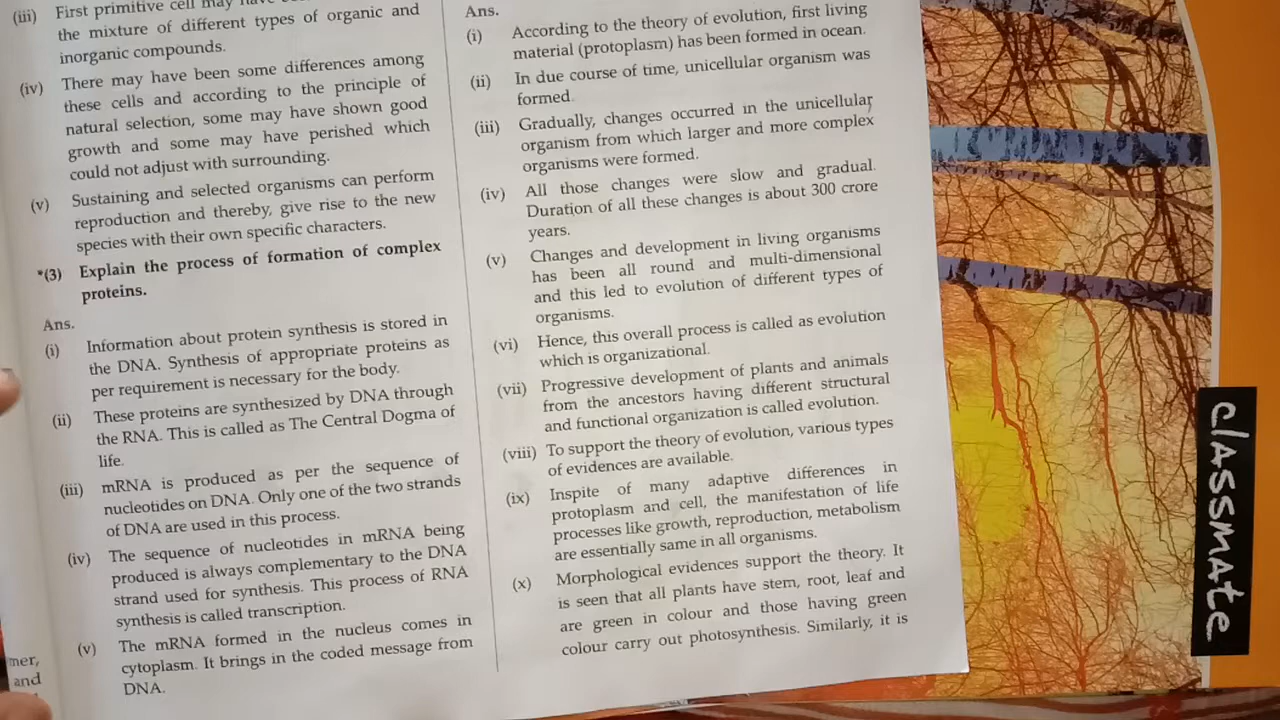 (iii) First primitive cell may have
the mixture of different types of organic and
inorganic compounds.
(iv) There may have been some differences among
these cells and according to the principle of
natural selection, some may have shown good
growth and some may have perished which
could not adjust with surrounding.
(v) Sustaining and selected organisms can perform
reproduction and thereby, give rise to the new
species with their own specific characters.
*(3) Explain the process of formation of complex
proteins.
Ans.
(i) Information about protein synthesis is stored in
the DNA. Synthesis of appropriate proteins as
per requirement is necessary for the body.
(ii) These proteins are synthesized by DNA through
the RNA. This is called as The Central Dogma of
life.
(iii) mRNA is produced as per the sequence of
nucleotides on DNA. Only one of the two strands
of DNA are used in this process.
(iv) The sequence of nucleotides in mRNA being
produced is always complementary to the DNA
strand used for synthesis. This process of RNA
synthesis is called transcription.
(v) The mRNA formed in the nucleus comes in
cytoplasm. It brings in the coded message from
DNA.
mer,
and
Ans.
(i) According to the theory of evolution, first living
material (protoplasm) has been formed in ocean.
(ii) In due course of time, unicellular organism was
formed.
(iii) Gradually, changes occurred in the unicellular
organism from which larger and more complex
organisms were formed.
(iv) All those changes were slow and gradual.
Duration of all these changes is about 300 crore
years.
(v) Changes and development in living organisms
has been all round and multi-dimensional
and this led to evolution of different types of
organisms.
(vi) Hence, this overall process is called as evolution
which is organizational.
(vii) Progressive development of plants and animals
from the ancestors having different structural
and functional organization is called evolution.
(viii) To support the theory of evolution, various types
of evidences are available.
(ix) Inspite of many adaptive differences in
protoplasm and cell, the manifestation of life
processes like growth, reproduction, metabolism
are essentially same in all organisms.
(x) Morphological evidences support the theory. It
is seen that all plants have stem, root, leaf and
are green in colour and those having green
colour carry out photosynthesis. Similarly, it is
classmate